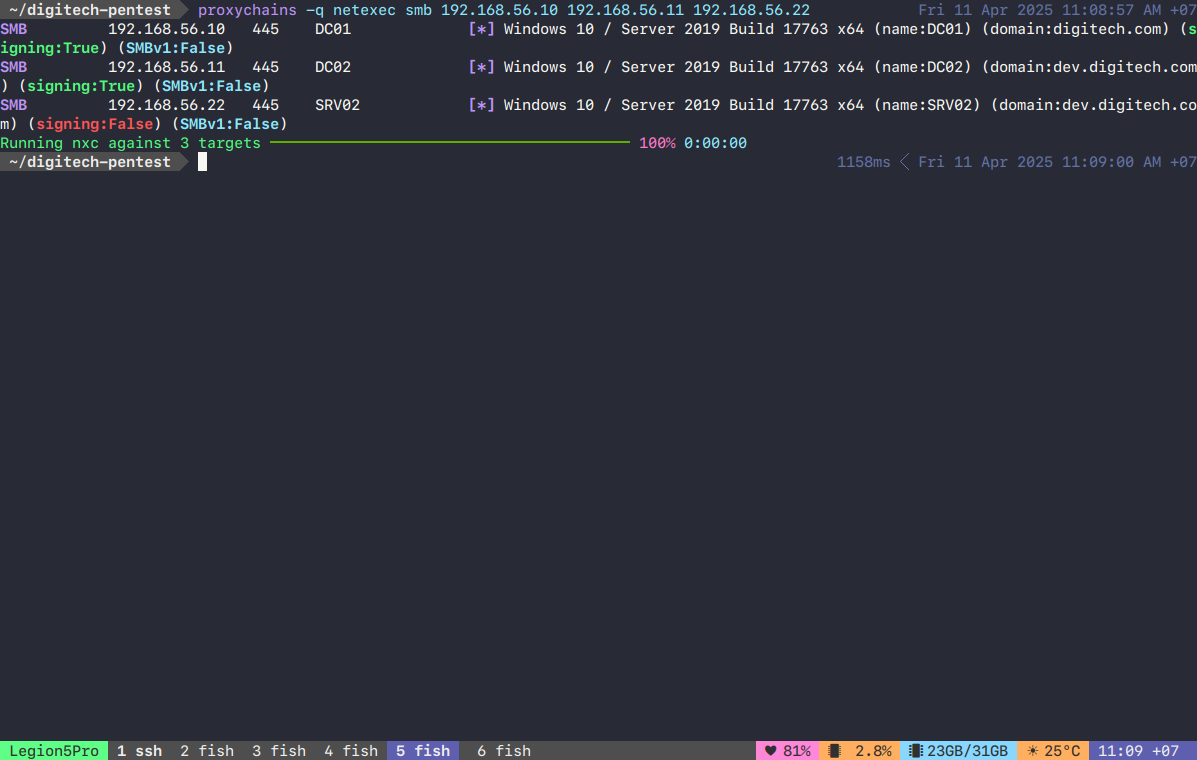 ~/digitech-pentest proxychains -q netexec smb 192.168.56.10 192.168.56.11 192.168.56.22 Fri 11 Apr 2025 11:08:57 AM +07
SMB 192.168.56.10 445 DC01 [*] Windows 10 / Server 2019 Build 17763 x64 (name:DC01) (domain:digitech.com) (s
igning:True) (SMBv1:False)
SMB 192.168.56.11 445 DC02 [*] Windows 10 / Server 2019 Build 17763 x64 (name:DC02) (domain:dev.digitech.com
) (signing:True) (SMBv1:False)
SMB 192.168.56.22 445 SRV02 [*] Windows 10 / Server 2019 Build 17763 x64 (name:SRV02) (domain:dev.digitech.co
m) (signing:False) (SMBv1:False)
Running nxc against 3 targets 100% 0:00:00
~/digitech-pentest 1158ms Fri 11 Apr 2025 11:09:00 AM +07
Legion5Pro 1 ssh 2 fish 3 fish 4 fish 5 fish 6 fish 81% 2.8% 23GB/31GB 25°C 11:09 +07